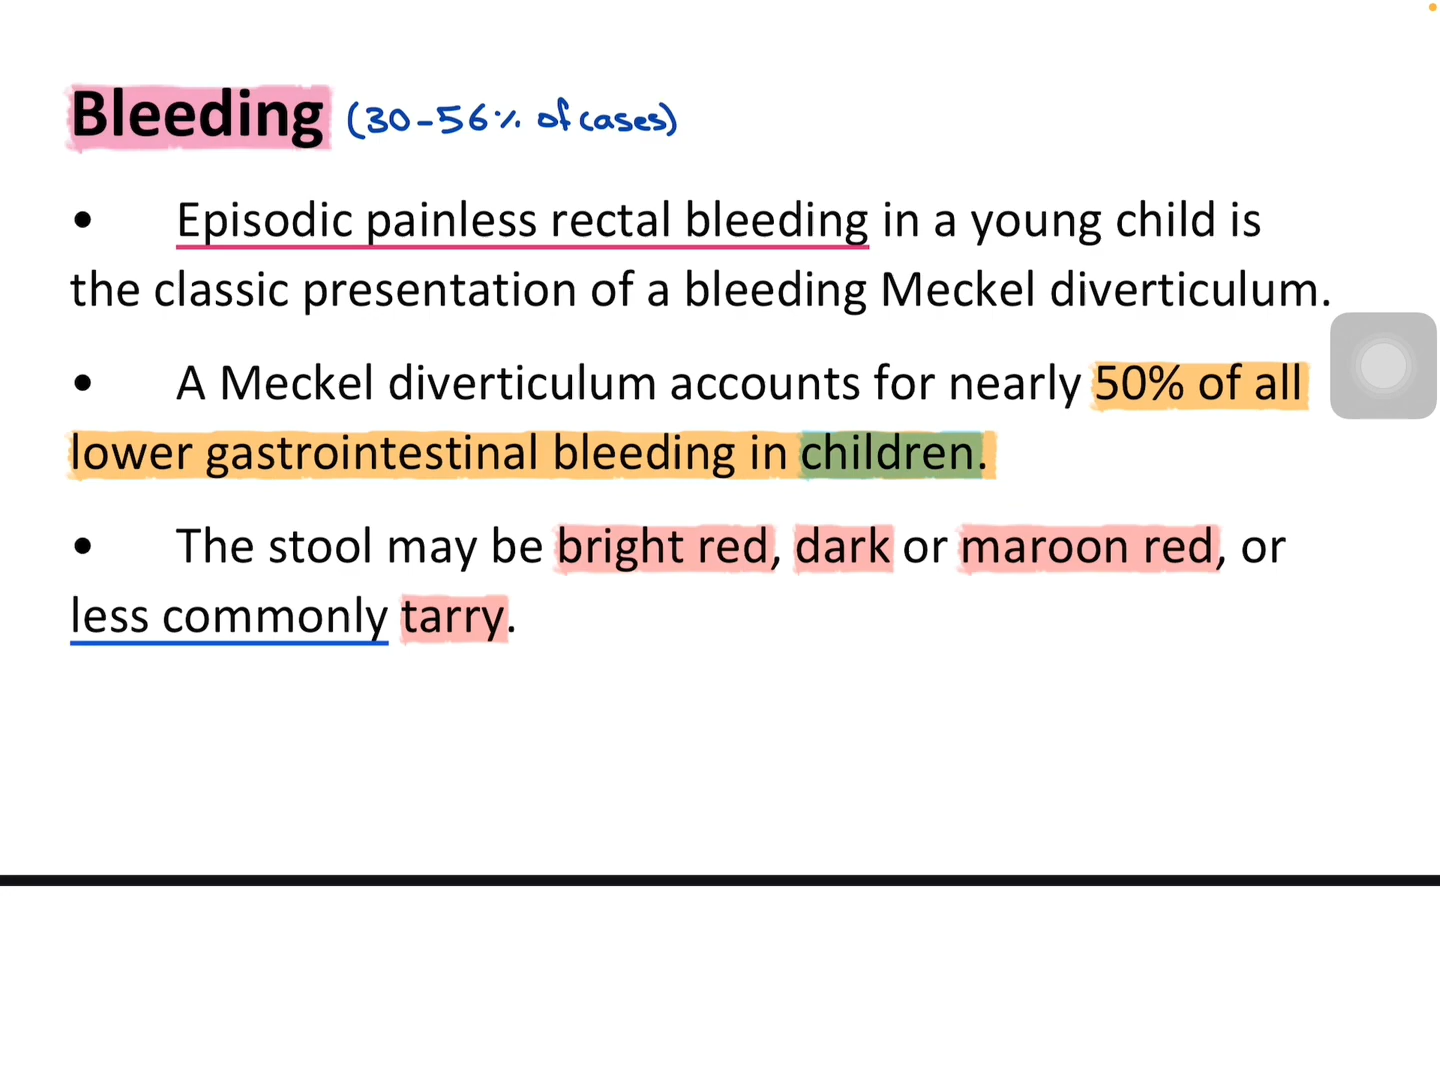 Bleeding (30-56% of cases)
• Episodic painless rectal bleeding in a young child is
the classic presentation of a bleeding Meckel diverticulum.
• A Meckel diverticulum accounts for nearly 50% of all
lower gastrointestinal bleeding in children.
• The stool may be bright red, dark or maroon red, or
less commonly tarry.